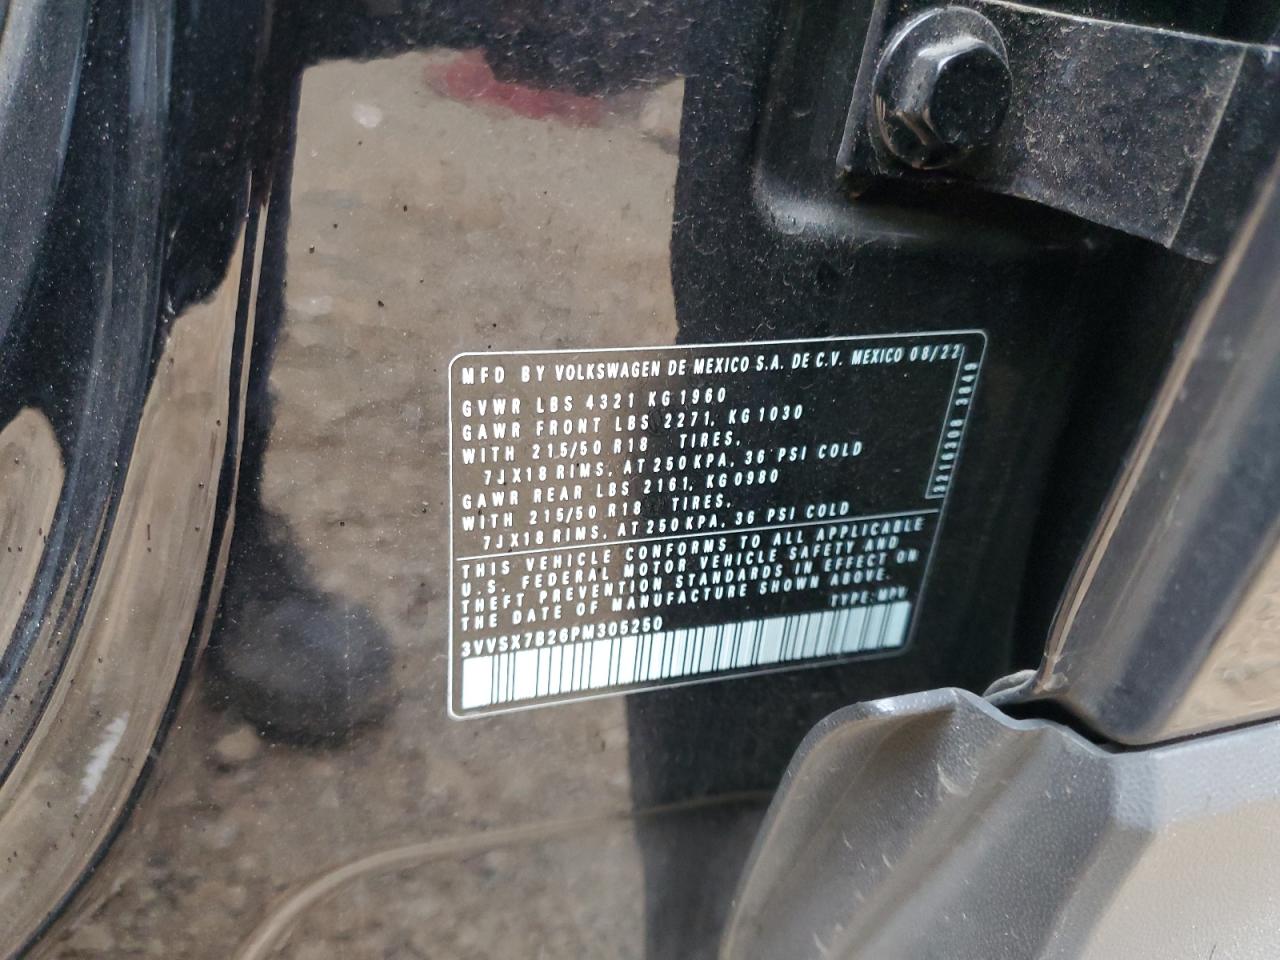 MFD BY VOLKSWAGEN DE MEXICO S.A. DE C.V. MEXICO 08/22
GVWR LBS 4321 KG 1960
GAWR FRONT LBS 2271, KG 1030
WITH 215/50 R18 TIRES,
7JX18 RIMS, AT 250 KPA, 36 PSI COLD
GAWR REAR LBS 2161, KG 0980
WITH 215/50 R18 TIRES,
7JX18 RIMS, AT 250 KPA, 36 PSI COLD
THIS VEHICLE CONFORMS TO ALL APPLICABLE
U.S. FEDERAL MOTOR VEHICLE SAFETY AND
THEFT PREVENTION STANDARDS IN EFFECT ON
THE DATE OF MANUFACTURE SHOWN ABOVE.
TYPE: MPV
3VVSX7B26PM305250
3216208 3849